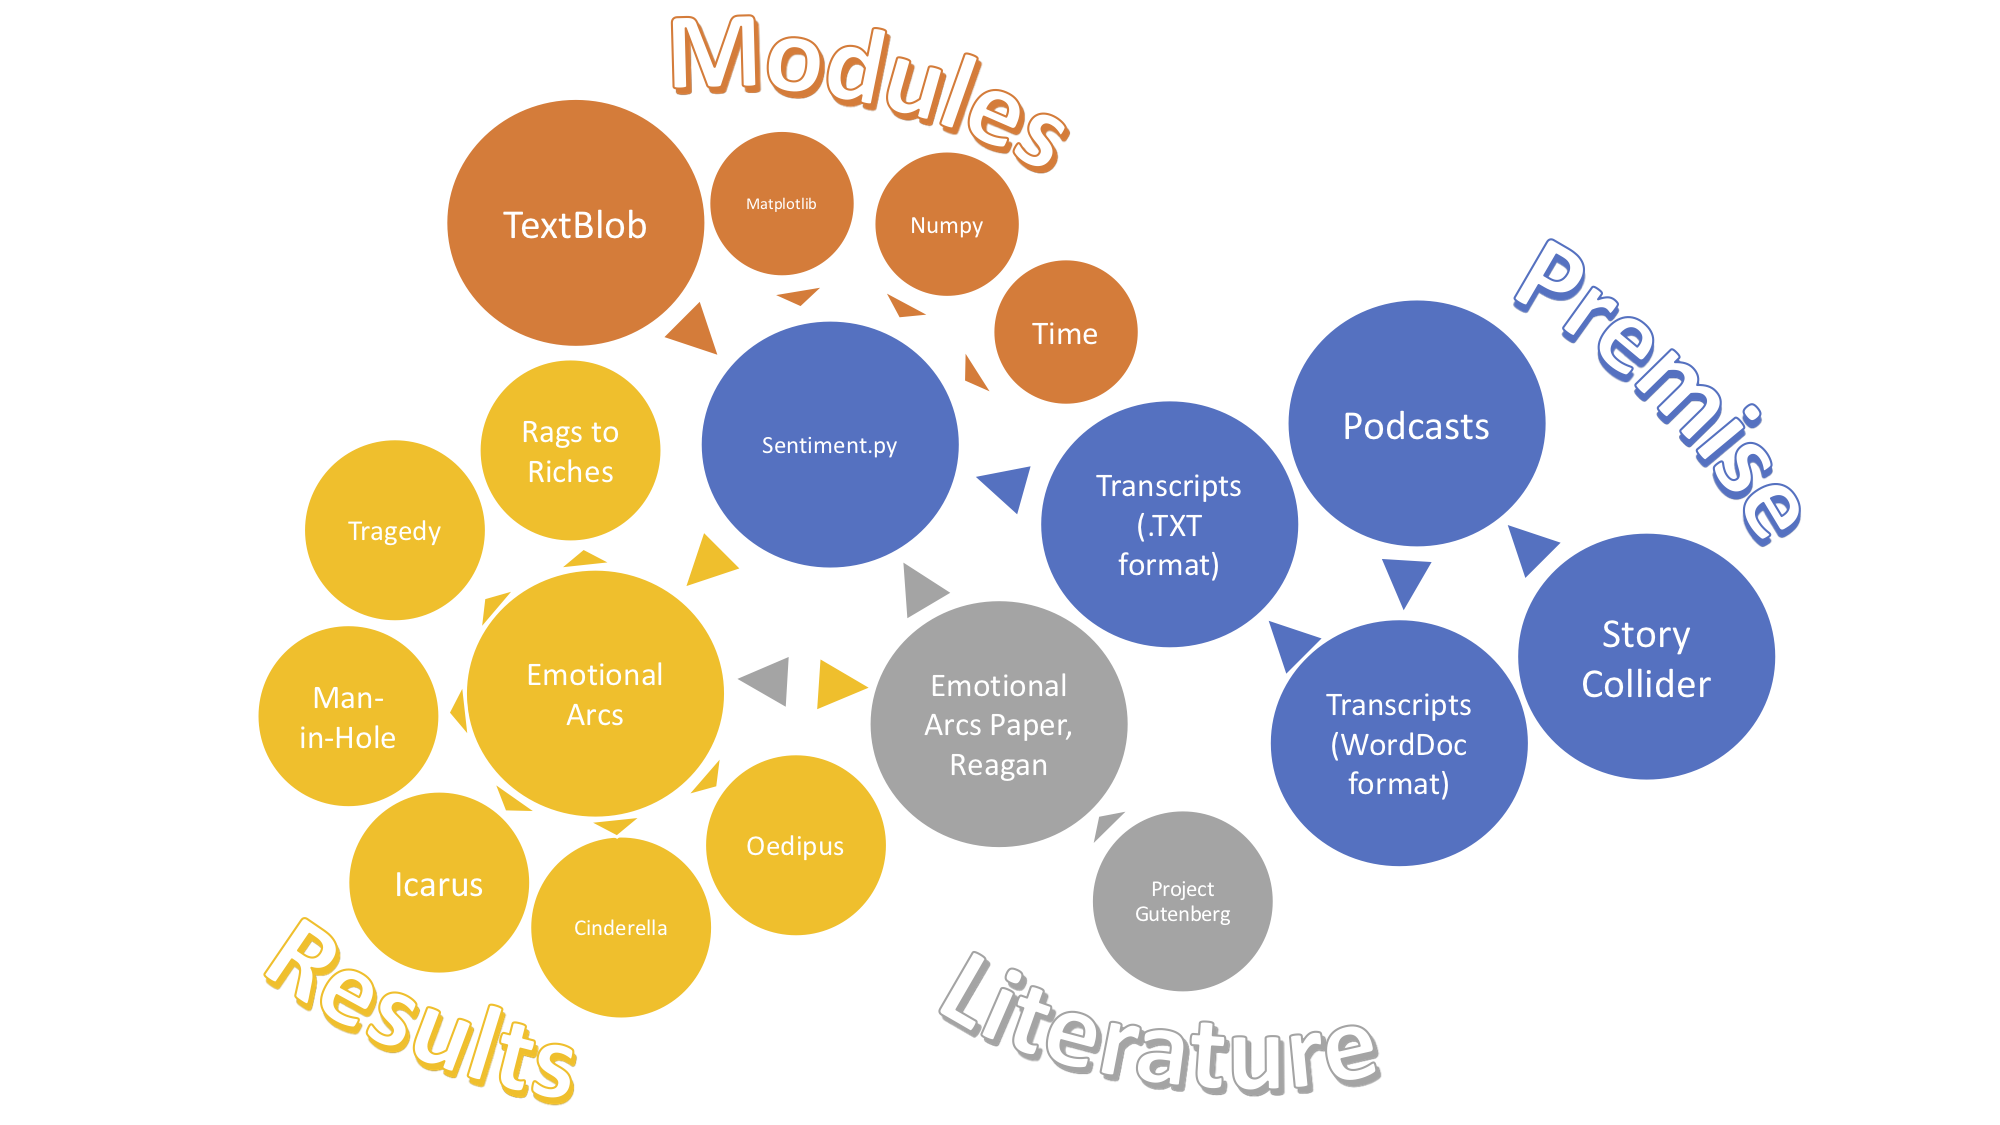 Modules
TextBlob
Matplotlib
Numpy
Time
Premise
Podcasts
Rags to
Riches
Sentiment.py
Transcripts
(.TXT
format)
Tragedy
Story
Collider
Emotional
Arcs
Emotional
Arcs Paper,
Reagan
Transcripts
(WordDoc
format)
Man-
in-Hole
Oedipus
Icarus
Cinderella
Project
Gutenberg
Results
Literature